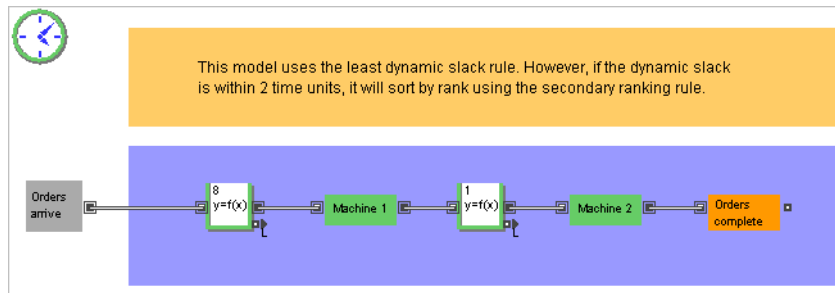 This model uses the least dynamic slack rule. However, if the dynamic slack
is within 2 time units, it will sort by rank using the secondary ranking rule.
Orders
arrive
8
y=f(x)
Machine 1
1
y=f(x)
Machine 2
Orders
complete